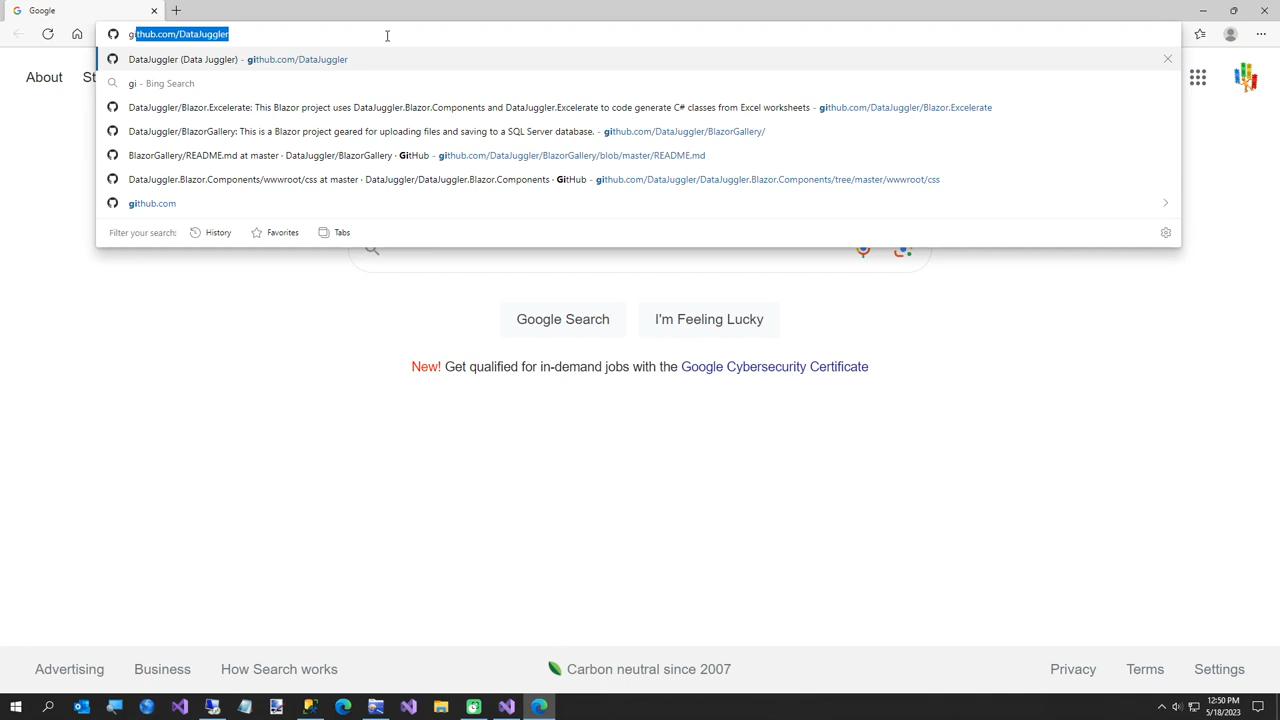 Google
github.com/DataJuggler
About
St
DataJuggler (Data Juggler) - github.com/DataJuggler
gi - Bing Search
DataJuggler/Blazor.Excelerate: This Blazor project uses DataJuggler.Blazor.Components and DataJuggler.Excelerate to code generate C# classes from Excel worksheets - github.com/DataJuggler/Blazor.Excelerate
DataJuggler/BlazorGallery: This is a Blazor project geared for uploading files and saving to a SQL Server database. - github.com/DataJuggler/BlazorGallery/
BlazorGallery/README.md at master · DataJuggler/BlazorGallery · GitHub - github.com/DataJuggler/BlazorGallery/blob/master/README.md
DataJuggler.Blazor.Components/wwwroot/css at master · DataJuggler/DataJuggler.Blazor.Components · GitHub - github.com/DataJuggler/DataJuggler.Blazor.Components/tree/master/wwwroot/css
github.com
Filter your search: History Favorites Tabs
Google Search I'm Feeling Lucky
New! Get qualified for in-demand jobs with the Google Cybersecurity Certificate
Advertising Business How Search works Carbon neutral since 2007 Privacy Terms Settings
12:50 PM
5/18/2023